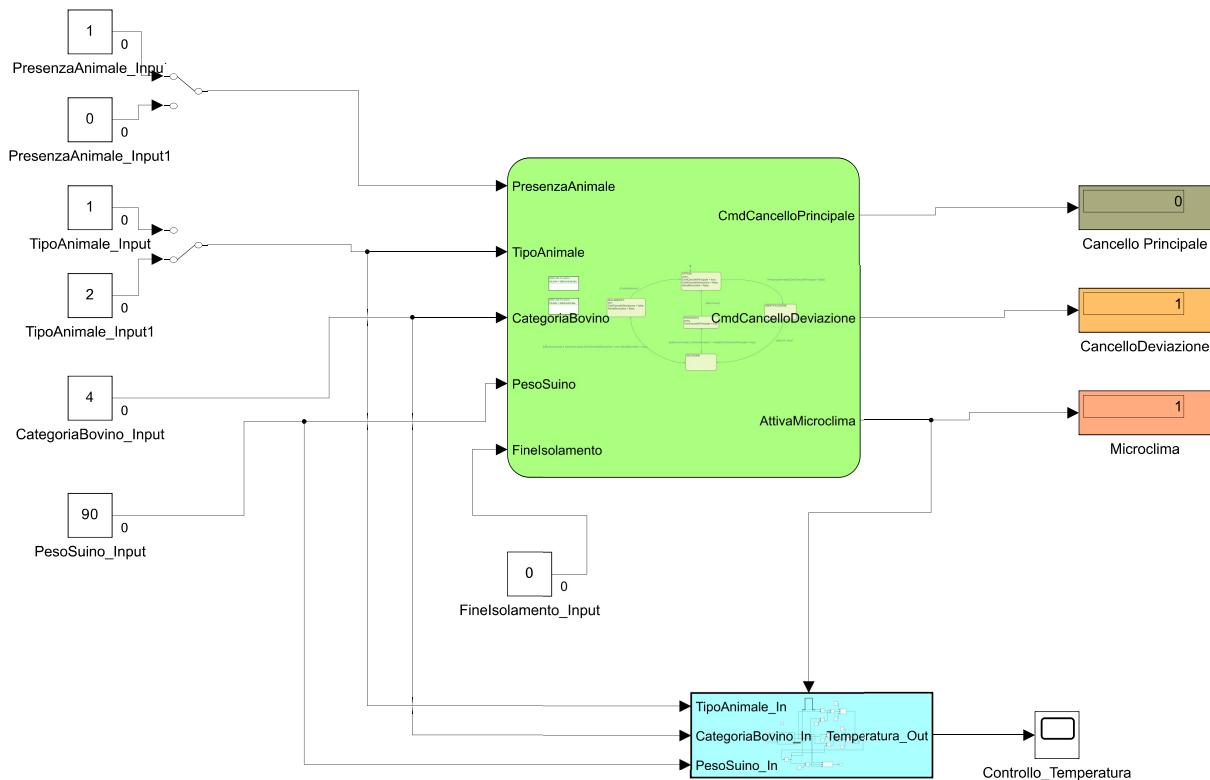 1
0
PresenzaAnimale_Input
0
0
PresenzaAnimale_Input1
1
0
TipoAnimale_Input
2
0
TipoAnimale_Input1
4
0
CategoriaBovino_Input
90
0
PesoSuino_Input
PresenzaAnimale
TipoAnimale
CategoriaBovino
PesoSuino
FineIsolamento
CmdCancelloPrincipale
CmdCancelloDeviazione
AttivaMicroclima
0
Cancello Principale
1
CancelloDeviazione
1
Microclima
0
0
FineIsolamento_Input
TipoAnimale_In
CategoriaBovino_In
PesoSuino_In
Temperatura_Out
Controllo_Temperatura